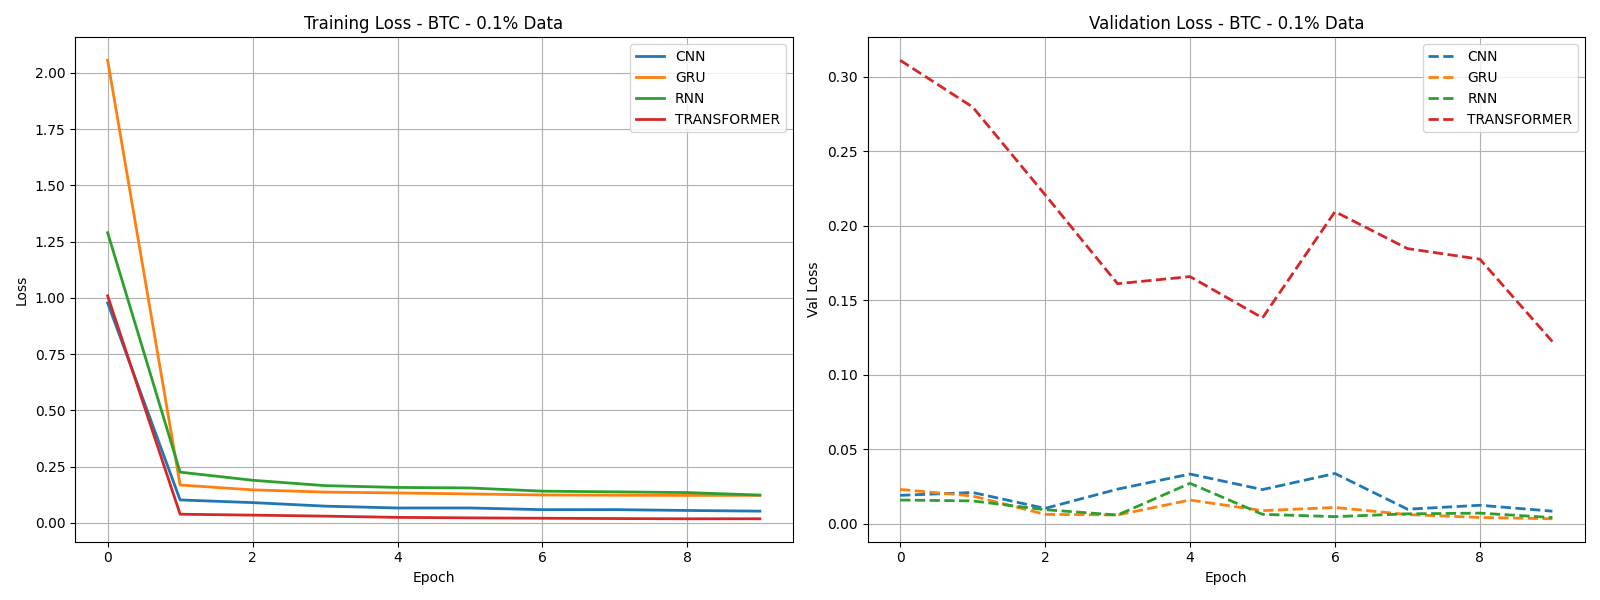 Training Loss - BTC - 0.1% Data
Loss
2.00
1.75
1.50
1.25
1.00
0.75
0.50
0.25
0.00
CNN
GRU
RNN
TRANSFORMER
0 2 4 6 8
Epoch
Validation Loss - BTC - 0.1% Data
Val Loss
0.30
0.25
0.20
0.15
0.10
0.05
0.00
CNN
GRU
RNN
TRANSFORMER
0 2 4 6 8
Epoch